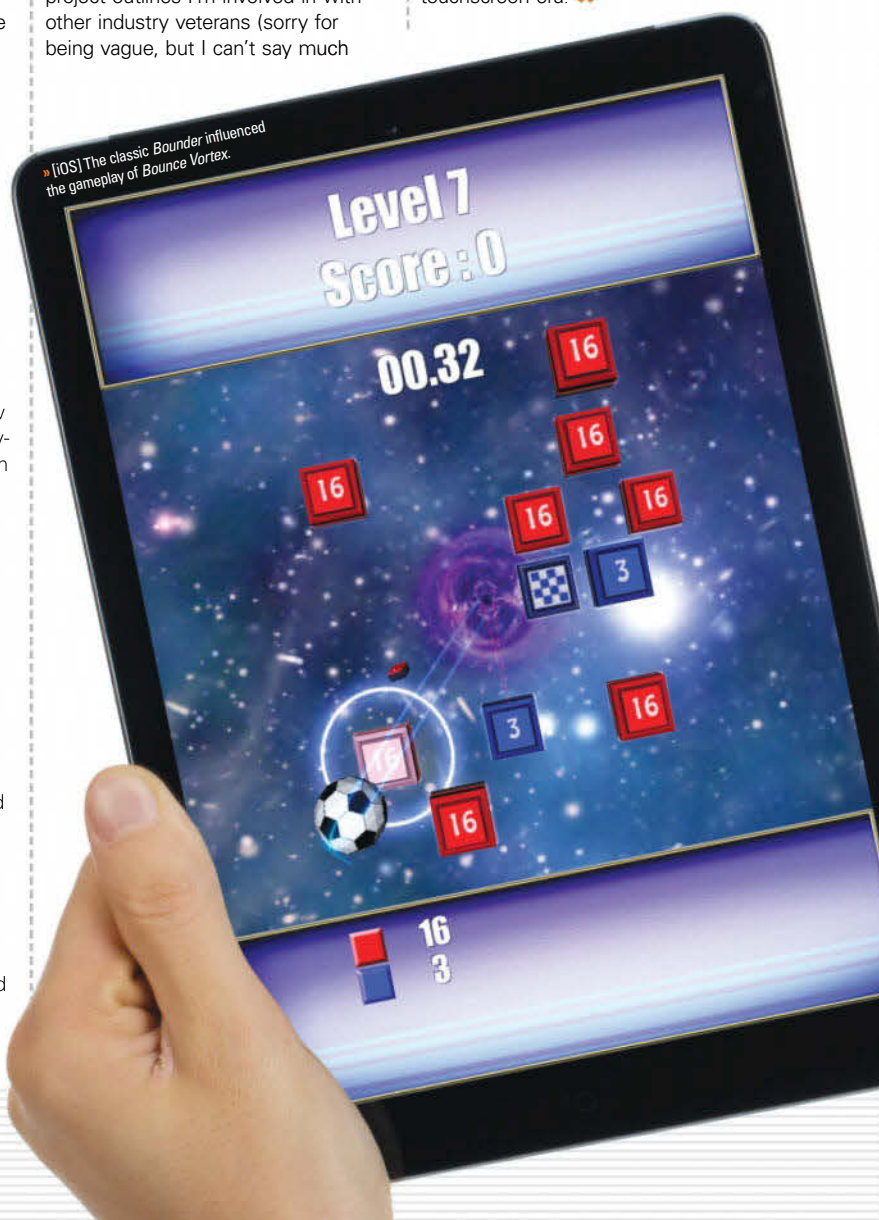 project outlines I'm involved in with
other industry veterans (sorry for
being vague, but I can't say much
touchscreen era.
» [iOS] The classic Bounder influenced
the gameplay of Bounce Vortex.
Level 7
Score : 0
00.32
16
16
16
16
16
3
3
16
16
16
16
3